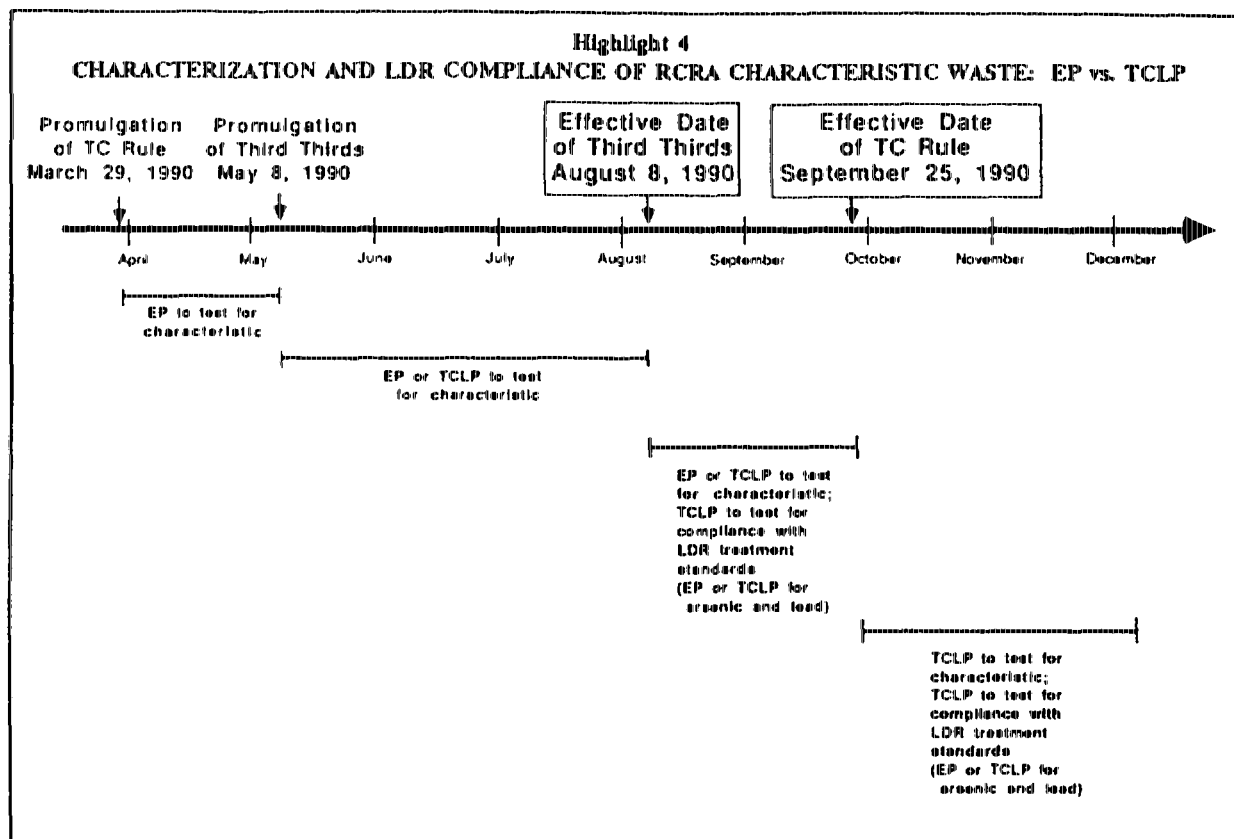 Highlight 4
CHARACTERIZATION AND LDR COMPLIANCE OF RCRA CHARACTERISTIC WASTE: EP vs. TCLP
Promulgation
of TC Rule
March 29, 1990
Promulgation
of Third Thirds
May 8, 1990
Effective Date
of Third Thirds
August 8, 1990
Effective Date
of TC Rule
September 25, 1990
April May June July August September October November December
EP to test for
characteristic
EP or TCLP to test
for characteristic
EP or TCLP to test
for characteristic;
TCLP to test for
compliance with
LDR treatment
standards
(EP or TCLP for
arsenic and lead)
TCLP to test for
characteristic;
TCLP to test for
compliance with
LDR treatment
standards
(EP or TCLP for
arsenic and lead)